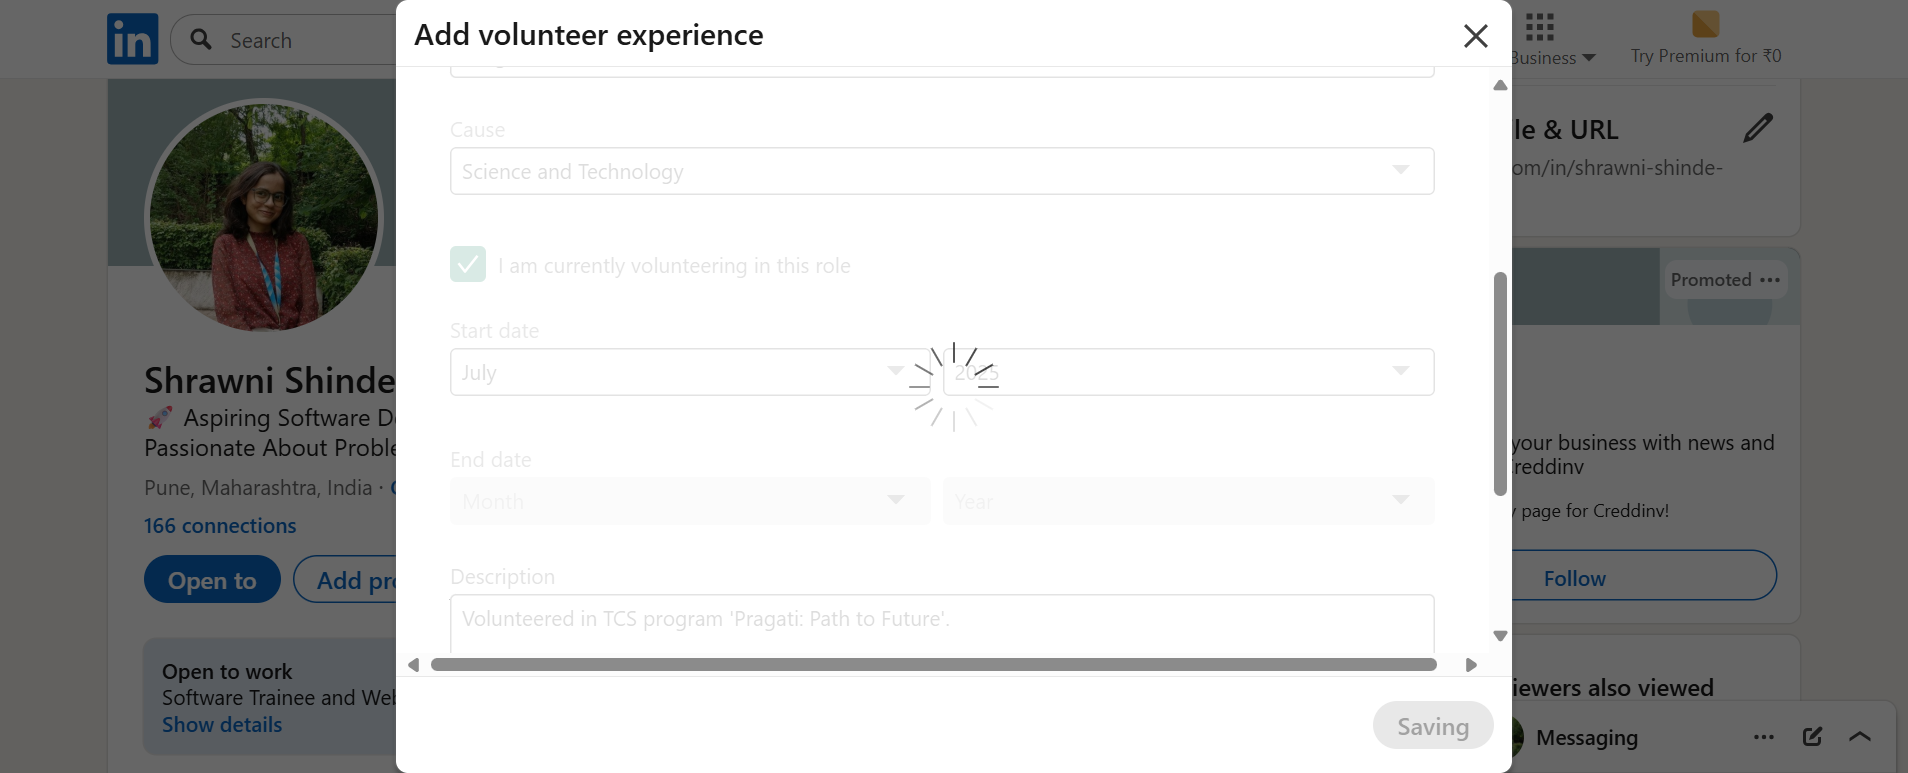 in
Search
Business
Try Premium for ₹0
Add volunteer experience
Cause
Science and Technology
I am currently volunteering in this role
Start date
July
2025
End date
Month
Year
Description
Volunteered in TCS program 'Pragati: Path to Future'.
Saving
Shrawni Shinde
🚀 Aspiring Software D
Passionate About Proble
Pune, Maharashtra, India ·
166 connections
Open to
Add pro
Open to work
Software Trainee and Web
Show details
le & URL
om/in/shrawni-shinde-
Promoted
your business with news and
Creddinv
page for Creddinv!
Follow
iewers also viewed
Messaging